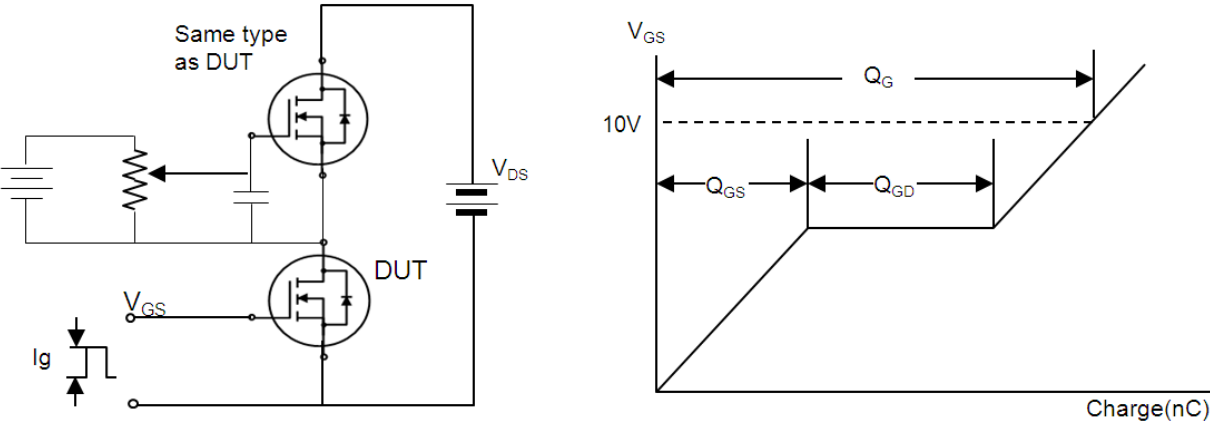 Same type
as DUT
VDS
DUT
VGS
Ig
VGS
QG
10V
QGS
QGD
Charge(nC)